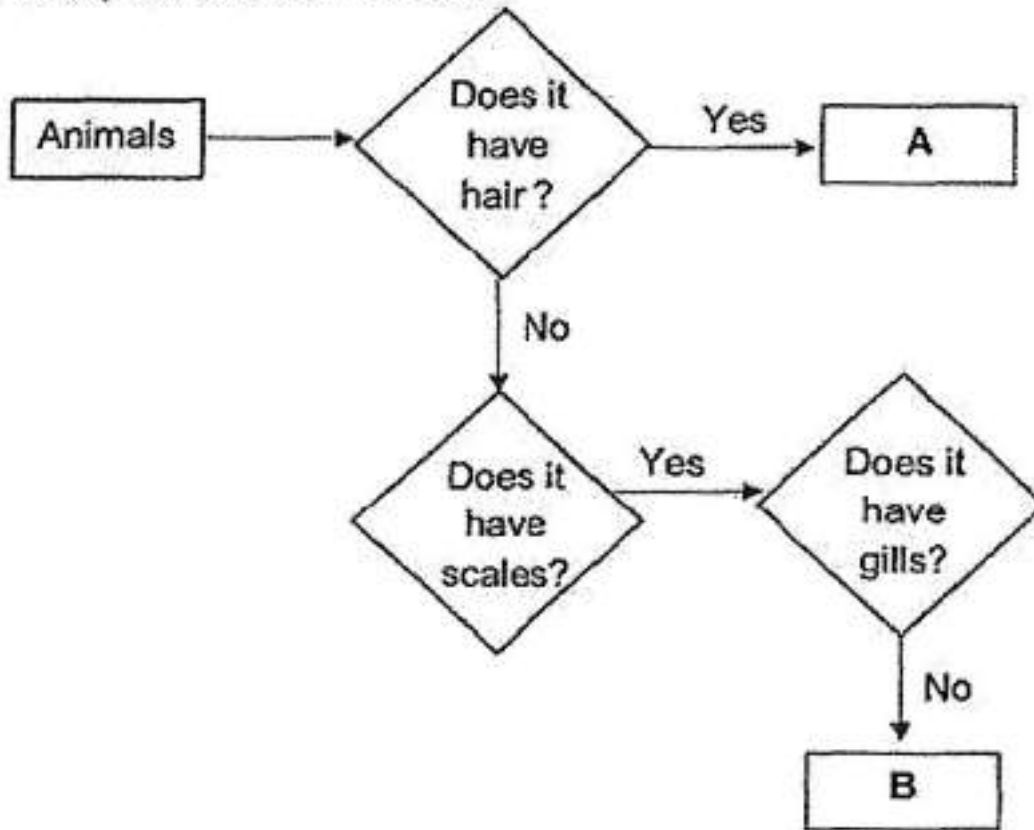 Animals
Does it
have
hair?
Yes
A
No
Does it
have
scales?
Yes
Does it
have
gills?
No
B